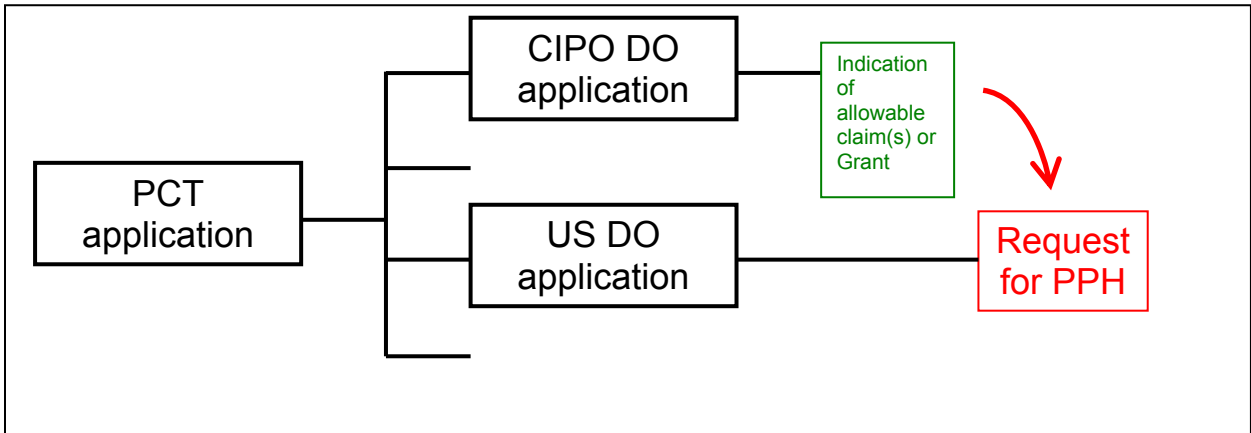 CIPO DO
application
Indication
of
allowable
claim(s) or
Grant
PCT
application
US DO
application
Request
for PPH